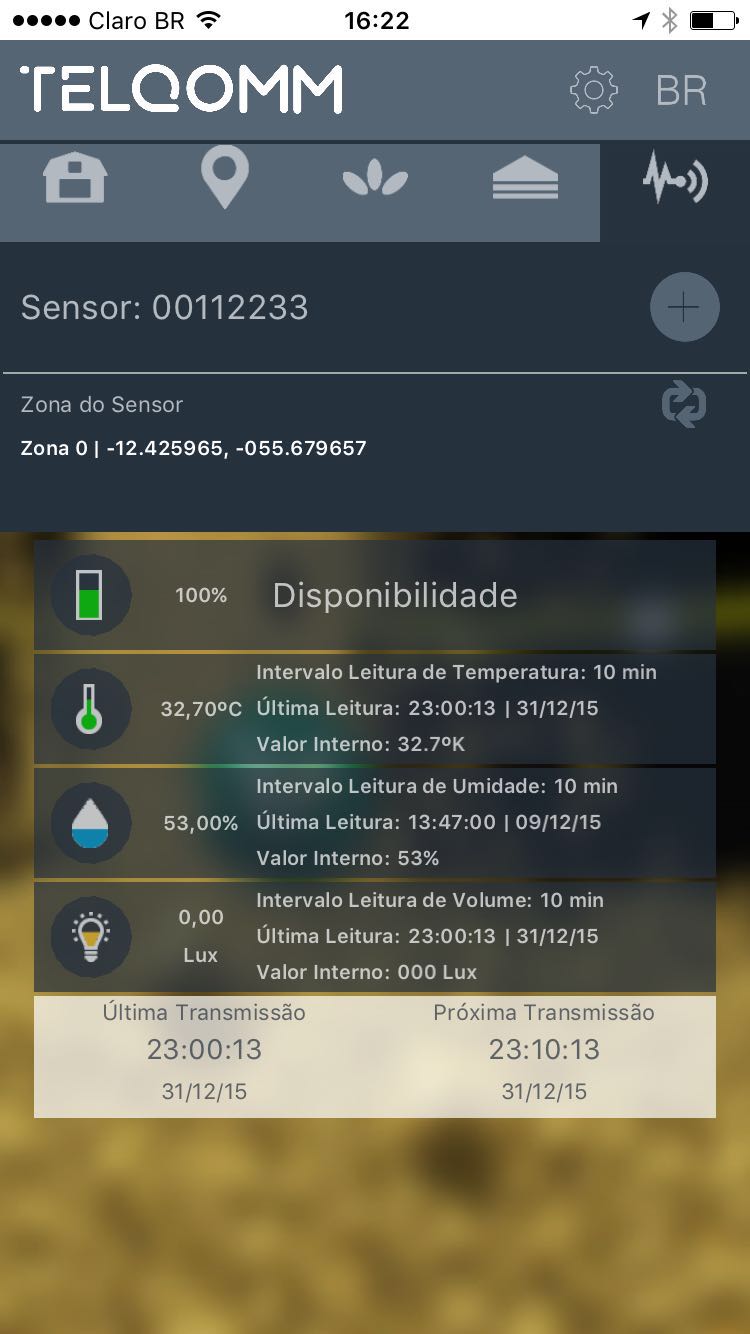 Claro BR
16:22
TELQOMM
BR
Sensor: 00112233
Zona do Sensor
Zona 0 | -12.425965, -055.679657
100%
Disponibilidade
32,70ºC
Intervalo Leitura de Temperatura: 10 min
Última Leitura: 23:00:13 | 31/12/15
Valor Interno: 32.7ºK
53,00%
Intervalo Leitura de Umidade: 10 min
Última Leitura: 13:47:00 | 09/12/15
Valor Interno: 53%
0,00
Lux
Intervalo Leitura de Volume: 10 min
Última Leitura: 23:00:13 | 31/12/15
Valor Interno: 000 Lux
Última Transmissão
23:00:13
31/12/15
Próxima Transmissão
23:10:13
31/12/15